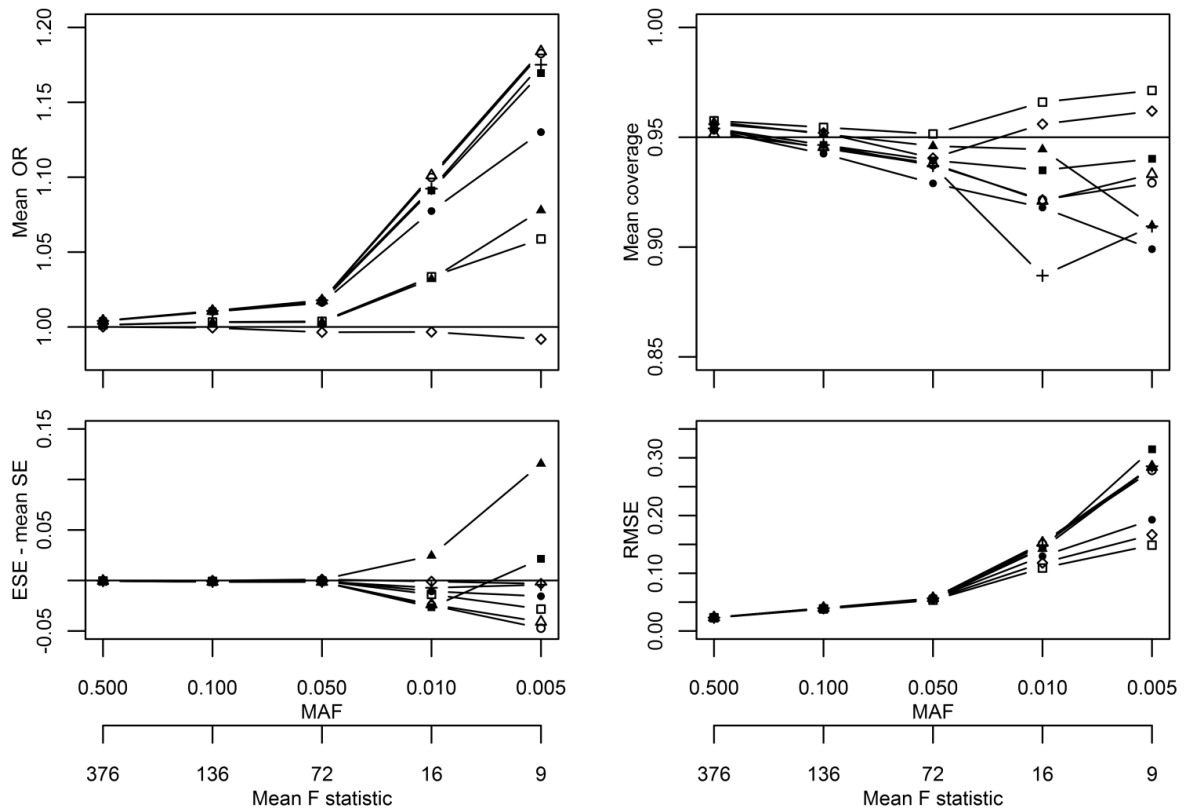 Mean OR
1.20
1.15
1.10
1.05
1.00
Mean coverage
1.00
0.95
0.90
0.85
ESE - mean SE
0.15
0.05
-0.05
RMSE
0.30
0.20
0.10
0.00
0.500 0.100 0.050 0.010 0.005
MAF
376 136 72 16 9
Mean F statistic
0.500 0.100 0.050 0.010 0.005
MAF
376 136 72 16 9
Mean F statistic